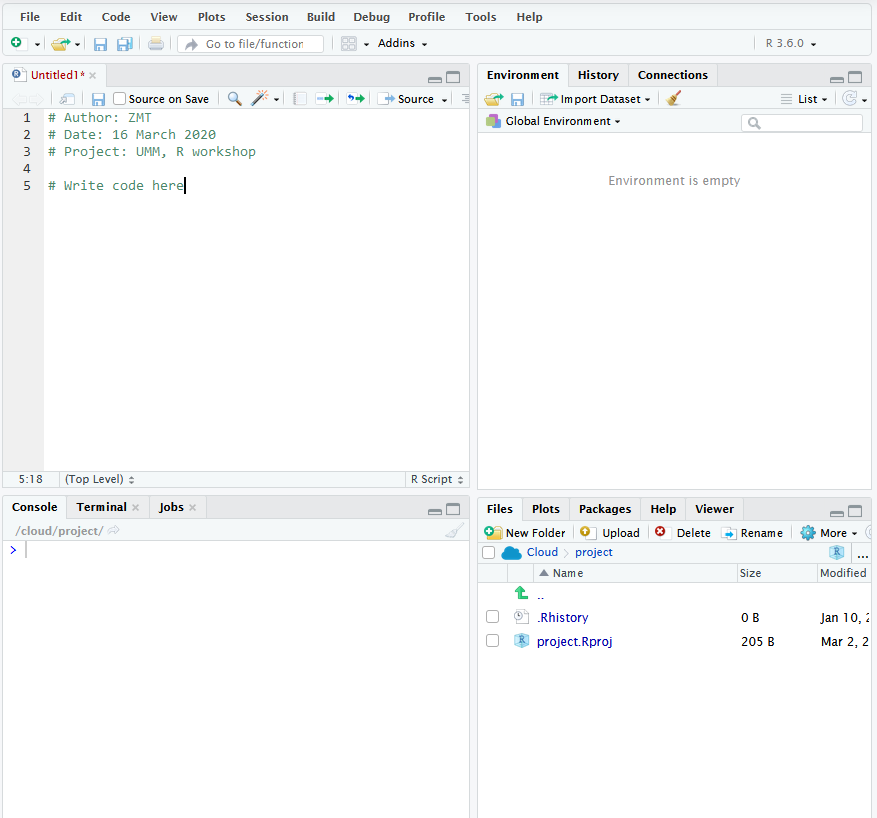 File Edit Code View Plots Session Build Debug Profile Tools Help
Go to file/function Addins R 3.6.0
Untitled1*
Source on Save Source
1 # Author: ZMT
2 # Date: 16 March 2020
3 # Project: UMM, R workshop
4
5 # Write code here
5:18 (Top Level) R Script
Console Terminal Jobs
/cloud/project/
>
Environment History Connections
Import Dataset List
Global Environment
Environment is empty
Files Plots Packages Help Viewer
New Folder Upload Delete Rename More
Cloud project R ...
Name Size Modified
..
.Rhistory 0 B Jan 10, 2
project.Rproj 205 B Mar 2, 2